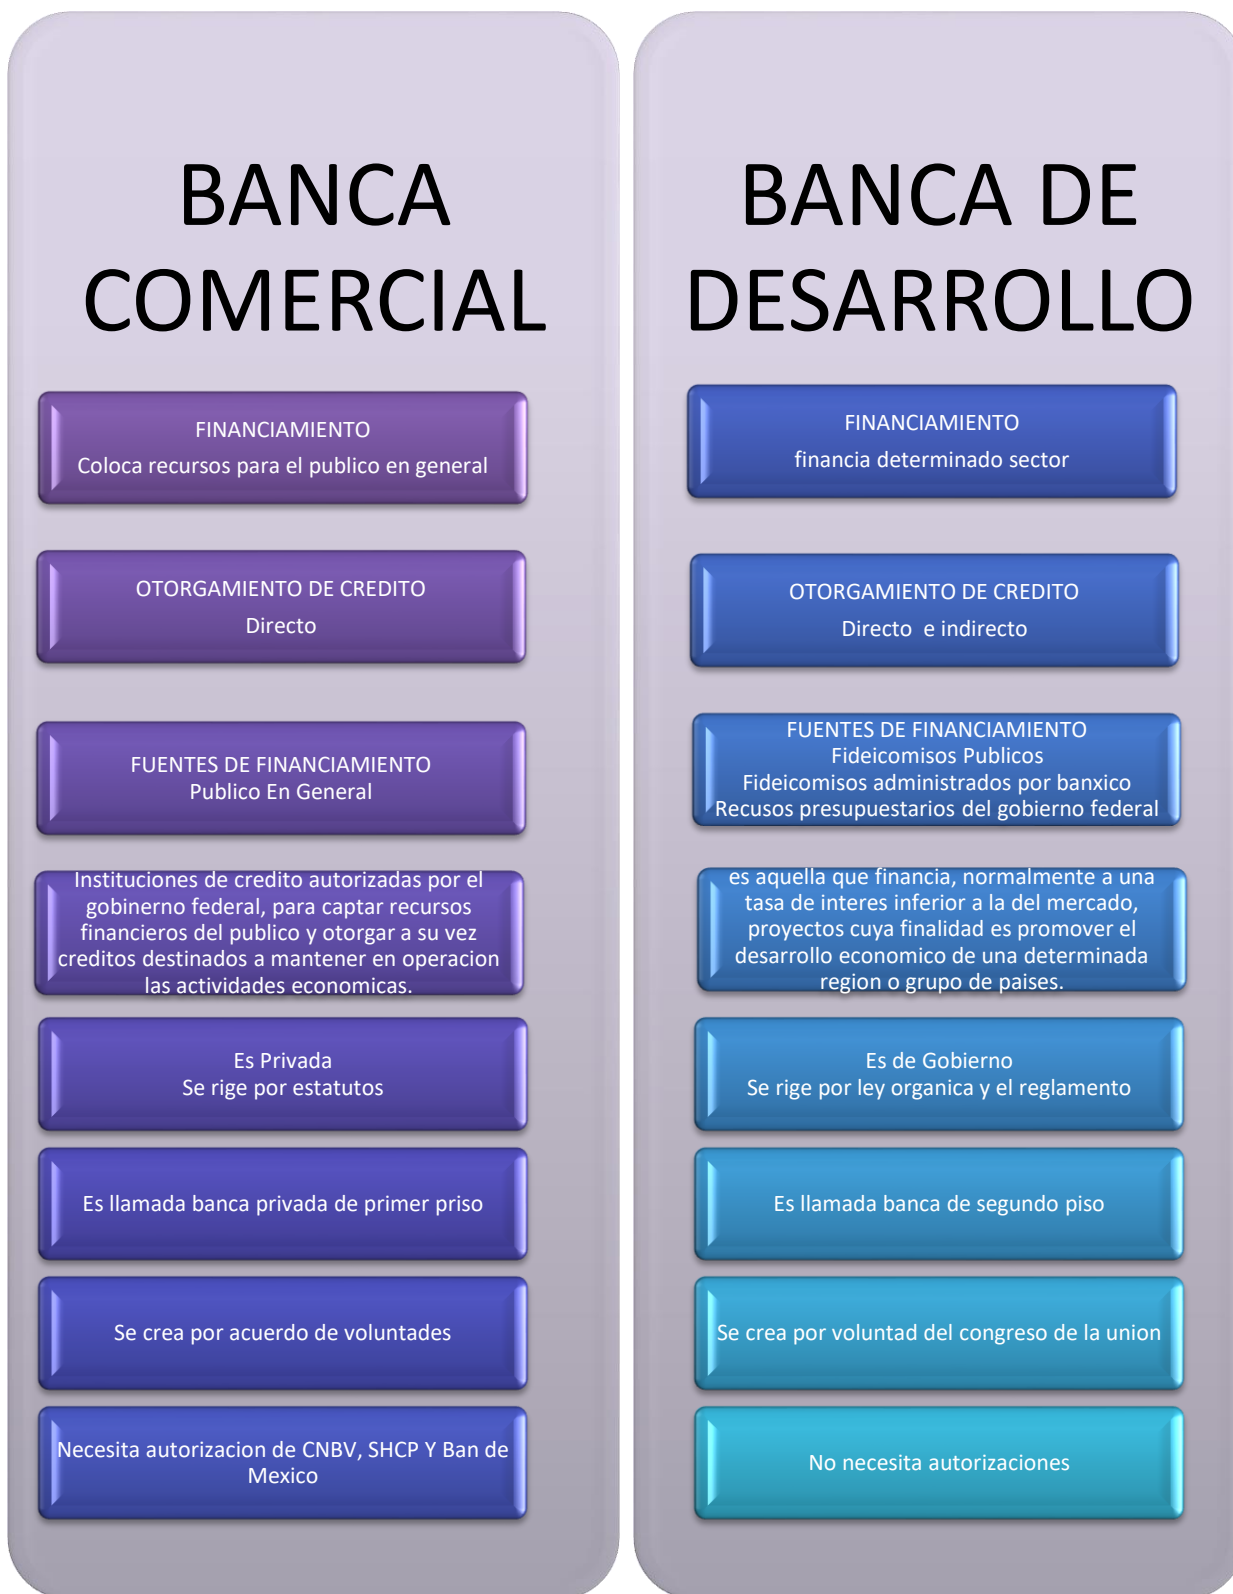 BANCA
COMERCIAL
FINANCIAMIENTO
Coloca recursos para el publico en general
OTORGAMIENTO DE CREDITO
Directo
FUENTES DE FINANCIAMIENTO
Publico En General
Instituciones de credito autorizadas por el
gobinerno federal, para captar recursos
financieros del publico y otorgar a su vez
creditos destinados a mantener en operacion
las actividades economicas.
Es Privada
Se rige por estatutos
Es llamada banca privada de primer priso
Se crea por acuerdo de voluntades
Necesita autorizacion de CNBV, SHCP Y Ban de
Mexico
BANCA DE
DESARROLLO
FINANCIAMIENTO
financia determinado sector
OTORGAMIENTO DE CREDITO
Directo e indirecto
FUENTES DE FINANCIAMIENTO
Fideicomisos Publicos
Fideicomisos administrados por banxico
Recusos presupuestarios del gobierno federal
es aquella que financia, normalmente a una
tasa de interes inferior a la del mercado,
proyectos cuya finalidad es promover el
desarrollo economico de una determinada
region o grupo de paises.
Es de Gobierno
Se rige por ley organica y el reglamento
Es llamada banca de segundo piso
Se crea por voluntad del congreso de la union
No necesita autorizaciones